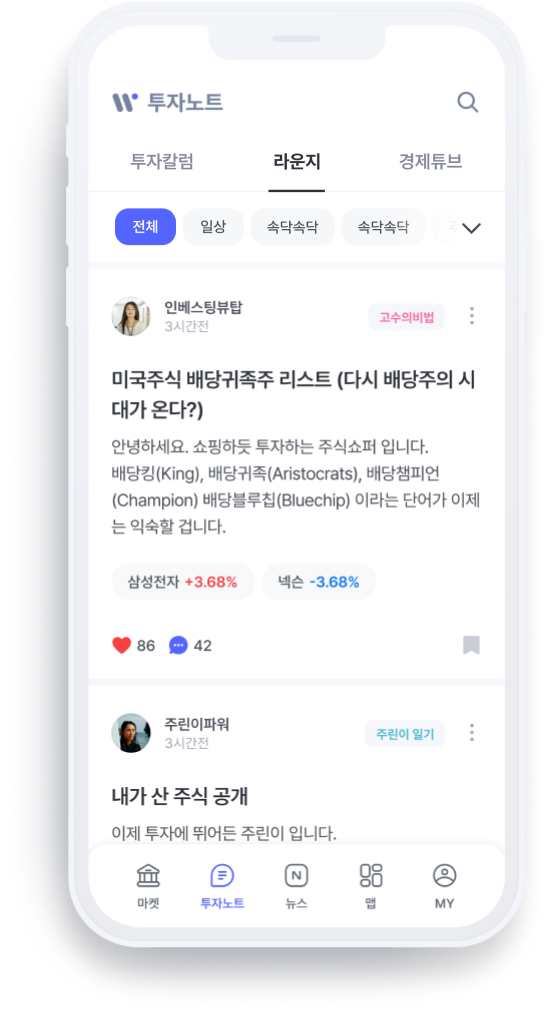 투자노트
투자칼럼 라운지 경제튜브
전체 일상 속닥속닥 속닥속닥
인베스팅뷰탑
3시간전
고수의비법
미국주식 배당귀족주 리스트 (다시 배당주의 시
대가 온다?)
안녕하세요. 쇼핑하듯 투자하는 주식쇼퍼 입니다.
배당킹(King), 배당귀족(Aristocrats), 배당챔피언
(Champion) 배당블루칩(Bluechip) 이라는 단어가 이제
는 익숙할 겁니다.
삼성전자 +3.68% 넥슨 -3.68%
86 42
주린이파워
3시간전
주린이 일기
내가 산 주식 공개
이제 투자에 뛰어든 주린이 입니다.
N
마켓 투자노트 뉴스 맵 MY